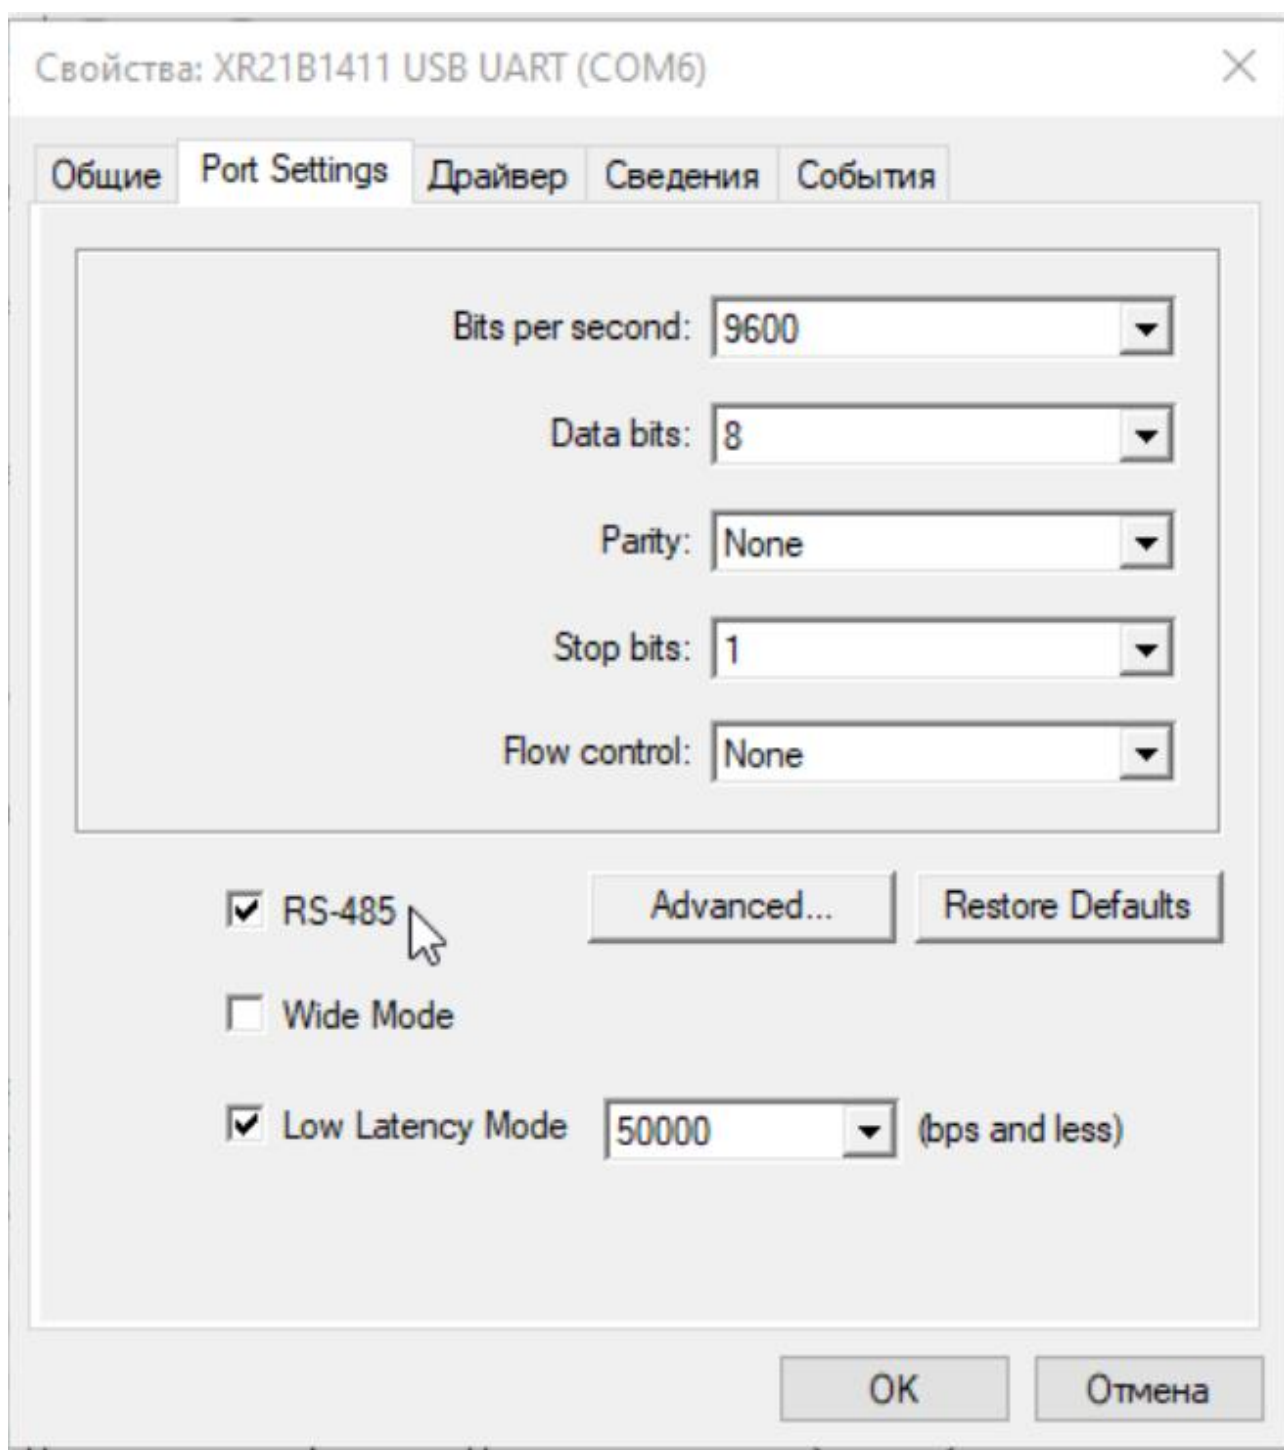 Свойства: XR21B1411 USB UART (COM6)
Общие Port Settings Драйвер Сведения События
Bits per second: 9600
Data bits: 8
Parity: None
Stop bits: 1
Flow control: None
RS-485 Advanced... Restore Defaults
Wide Mode
Low Latency Mode 50000 (bps and less)
OK Отмена